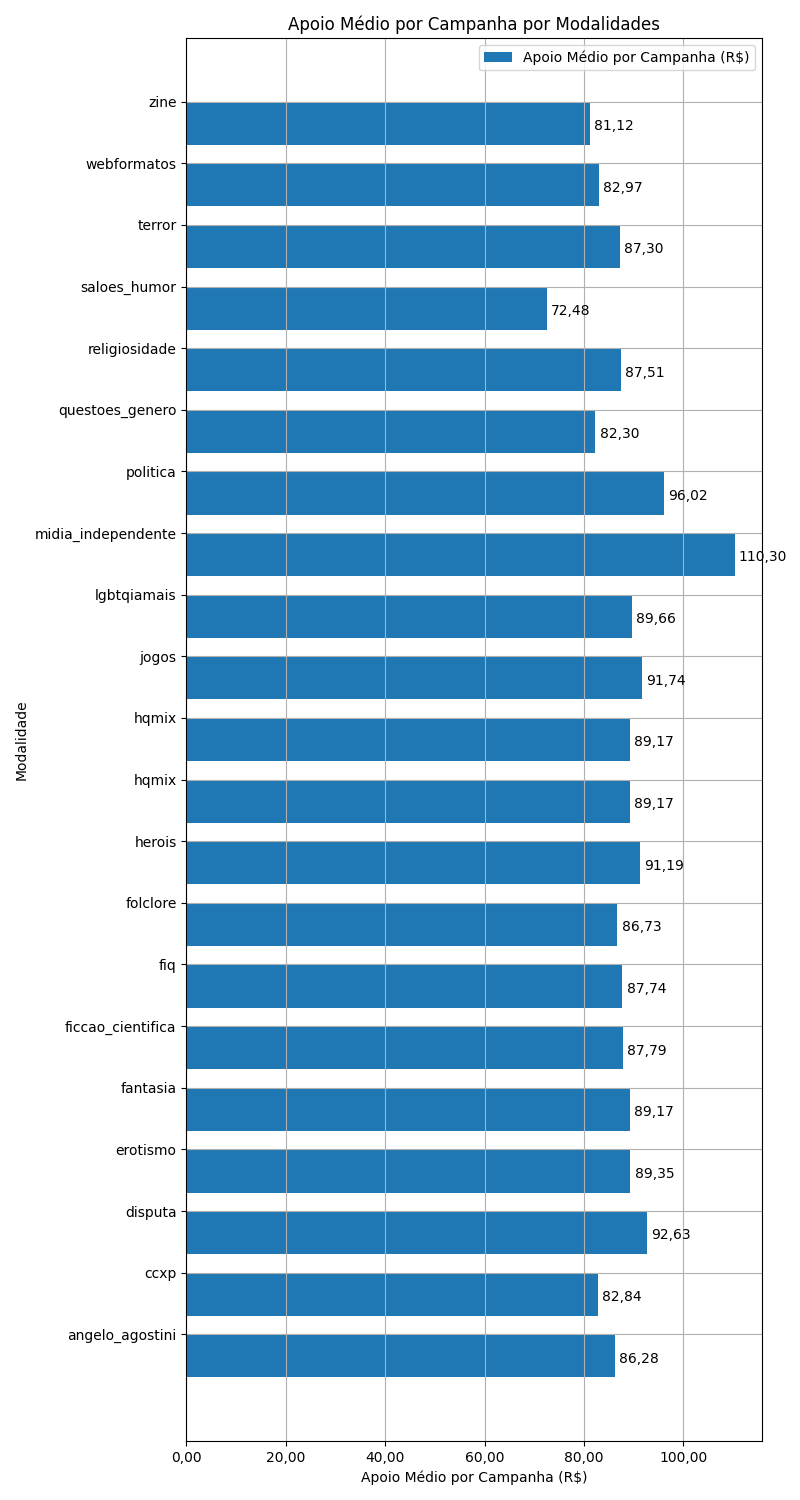 Apoio Médio por Campanha por Modalidades
Apoio Médio por Campanha (R$)
zine
81,12
webformatos
82,97
terror
87,30
saloes_humor
72,48
religiosidade
87,51
questoes_genero
82,30
politica
96,02
midia_independente
110,30
lgbtqiamais
89,66
jogos
91,74
hqmix
89,17
hqmix
89,17
herois
91,19
folclore
86,73
fiq
87,74
ficcao_cientifica
87,79
fantasia
89,17
erotismo
89,35
disputa
92,63
ccxp
82,84
angelo_agostini
86,28
Modalidade
0,00 20,00 40,00 60,00 80,00 100,00
Apoio Médio por Campanha (R$)